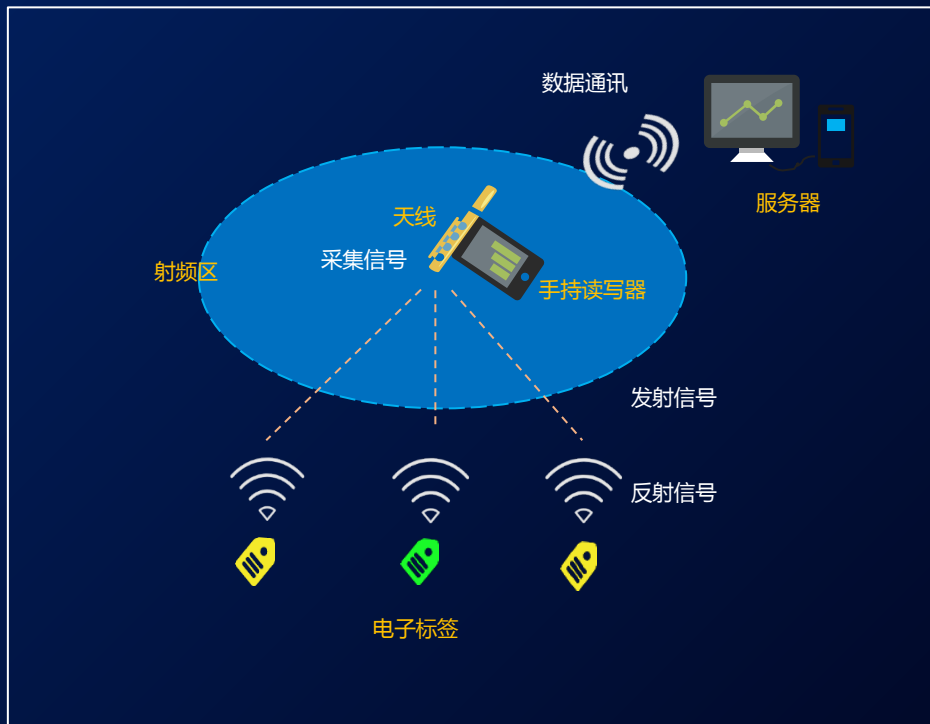 数据通讯
服务器
天线
采集信号
射频区
手持读写器
发射信号
反射信号
电子标签